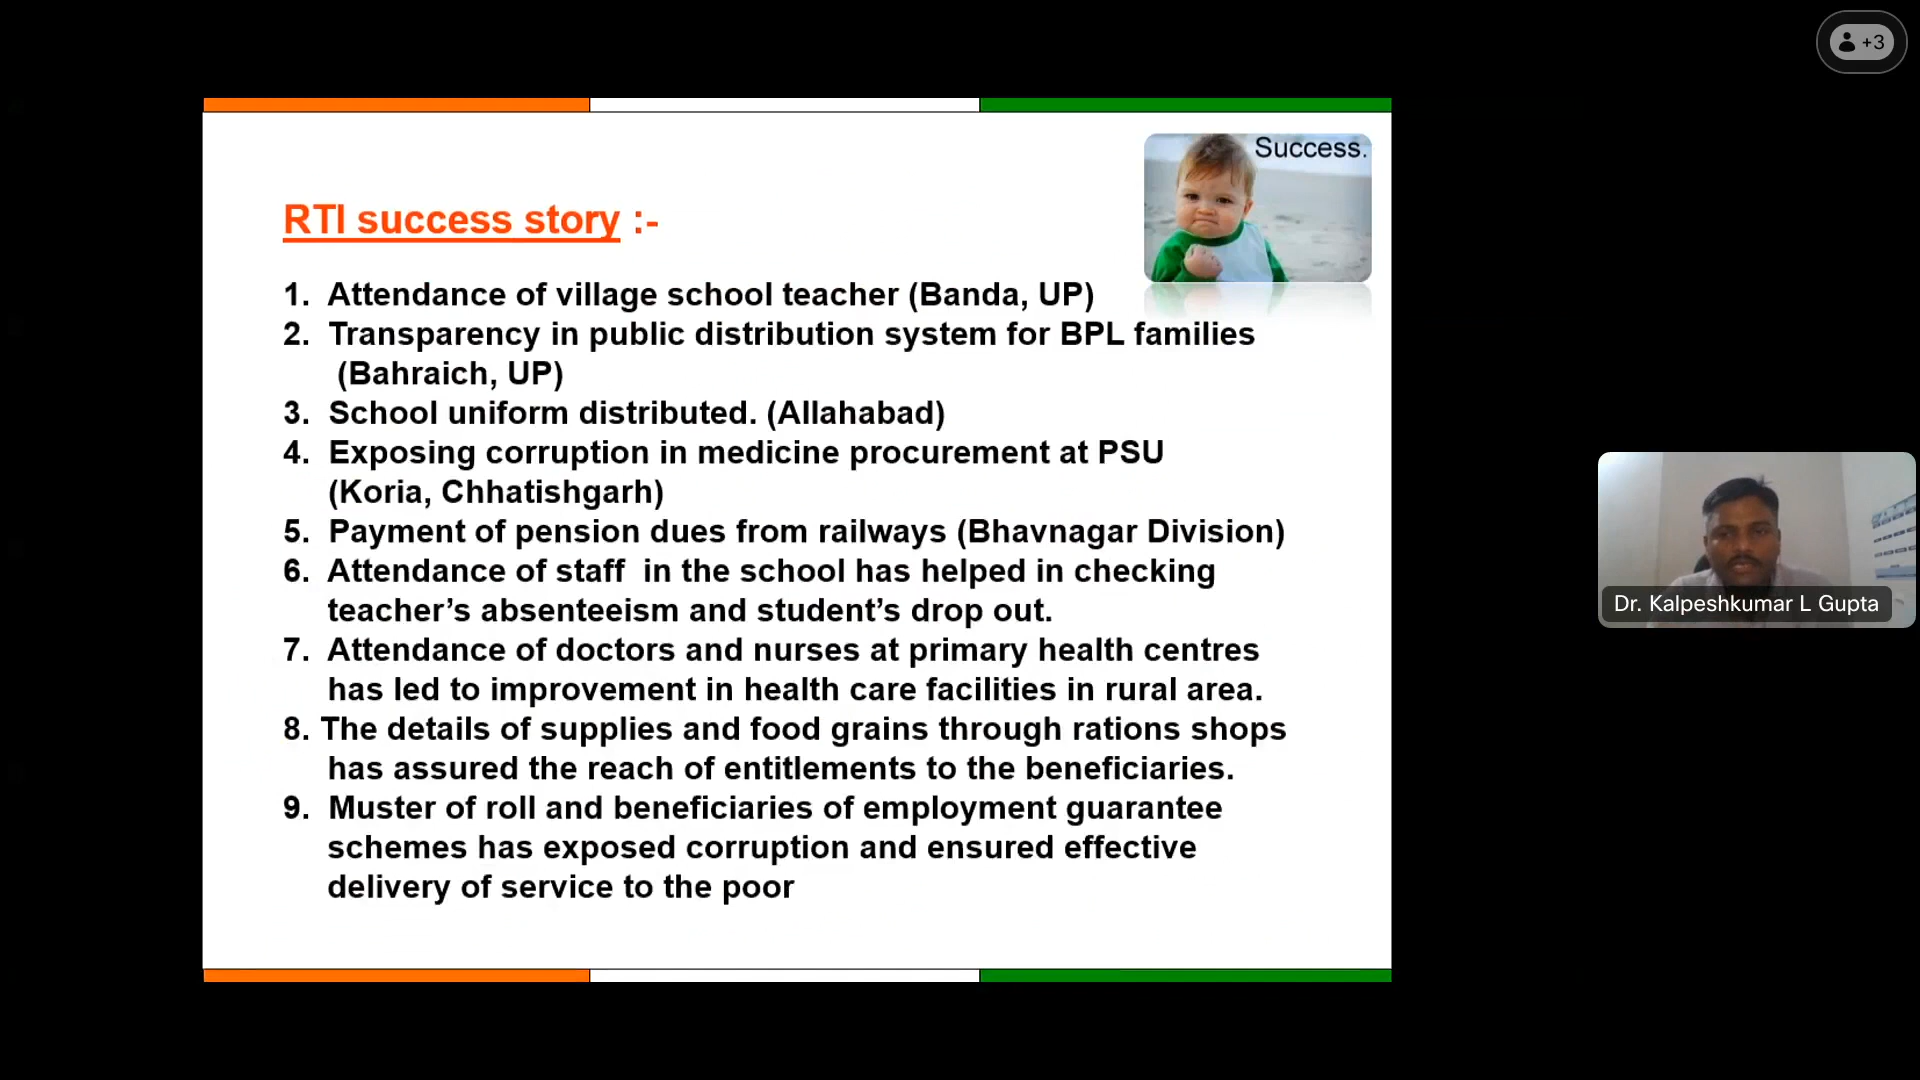 +3
Success.
RTI success story :-
1. Attendance of village school teacher (Banda, UP)
2. Transparency in public distribution system for BPL families
(Bahraich, UP)
3. School uniform distributed. (Allahabad)
4. Exposing corruption in medicine procurement at PSU
(Koria, Chhatishgarh)
5. Payment of pension dues from railways (Bhavnagar Division)
6. Attendance of staff in the school has helped in checking
teacher’s absenteeism and student’s drop out.
7. Attendance of doctors and nurses at primary health centres
has led to improvement in health care facilities in rural area.
8. The details of supplies and food grains through rations shops
has assured the reach of entitlements to the beneficiaries.
9. Muster of roll and beneficiaries of employment guarantee
schemes has exposed corruption and ensured effective
delivery of service to the poor
Dr. Kalpeshkumar L Gupta